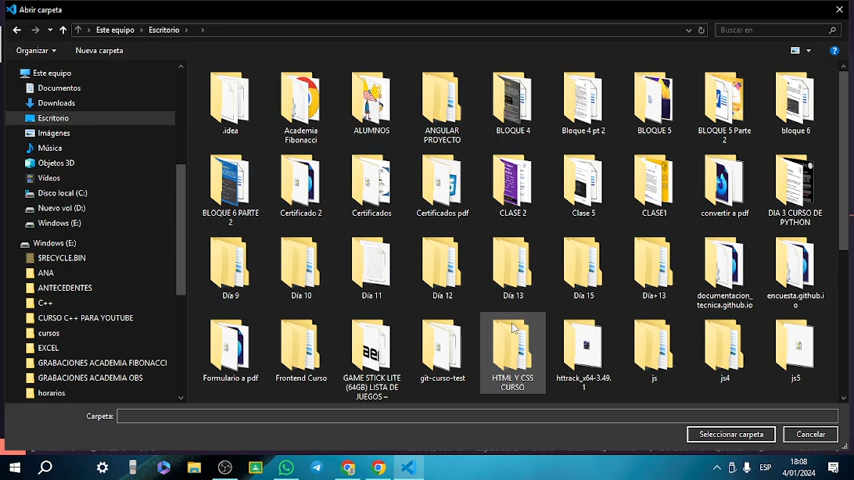 Abrir carpeta
Este equipo > Escritorio >
Buscar en
Organizar
Nueva carpeta
Este equipo
Documentos
Downloads
Escritorio
Imágenes
Música
Objetos 3D
Vídeos
Disco local (C:)
Nuevo vol (D:)
Windows (E:)
Windows (E:)
$RECYCLE.BIN
ANA
ANTECEDENTES
C++
CURSO C++ PARA YOUTUBE
cursos
EXCEL
GRABACIONES ACADEMIA FIBONACCI
GRABACIONES ACADEMIA OBS
horarios
.idea
Academia
Fibonacci
ALUMNOS
ANGULAR
PROYECTO
BLOQUE 4
Bloque 4 pt 2
BLOQUE 5
BLOQUE 5 Parte
2
bloque 6
BLOQUE 6 PARTE
2
Certificado 2
Certificados
Certificados pdf
CLASE 2
Clase 5
CLASE1
convertir a pdf
DIA 3 CURSO DE
PYTHON
Día 9
Día 10
Día 11
Día 12
Día 13
Día 15
Día+13
documentacion_
tecnica.github.io
encuesta.github.i
o
Formulario a pdf
Frontend Curso
GAME STICK LITE
(64GB) LISTA DE
JUEGOS –
git-curso-test
HTML Y CSS
CURSO
httrack_x64-3.49.
1
js
js4
js5
Carpeta:
Seleccionar carpeta
Cancelar
ESP
18:08
4/01/2024